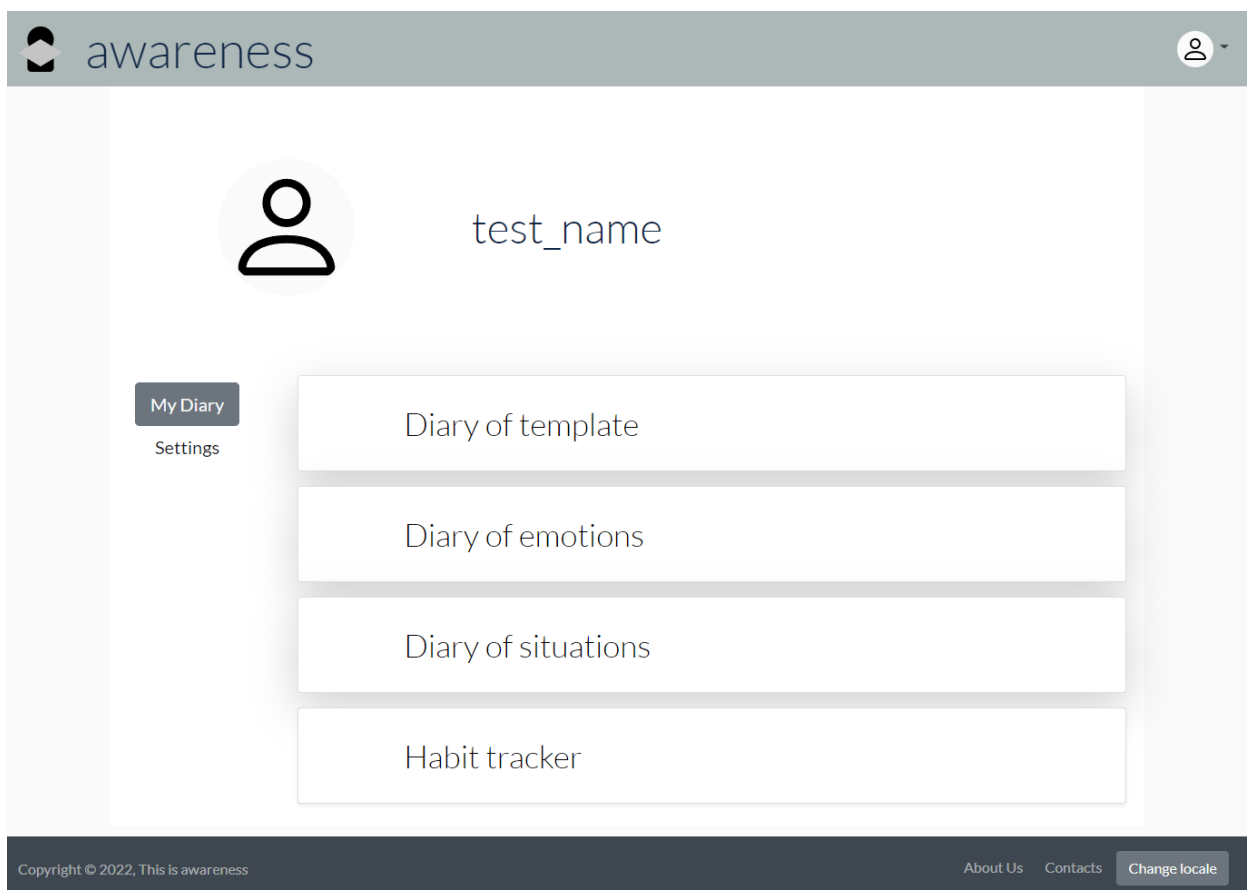 awareness
test_name
My Diary
Settings
Diary of template
Diary of emotions
Diary of situations
Habit tracker
Copyright © 2022, This is awareness
About Us
Contacts
Change locale